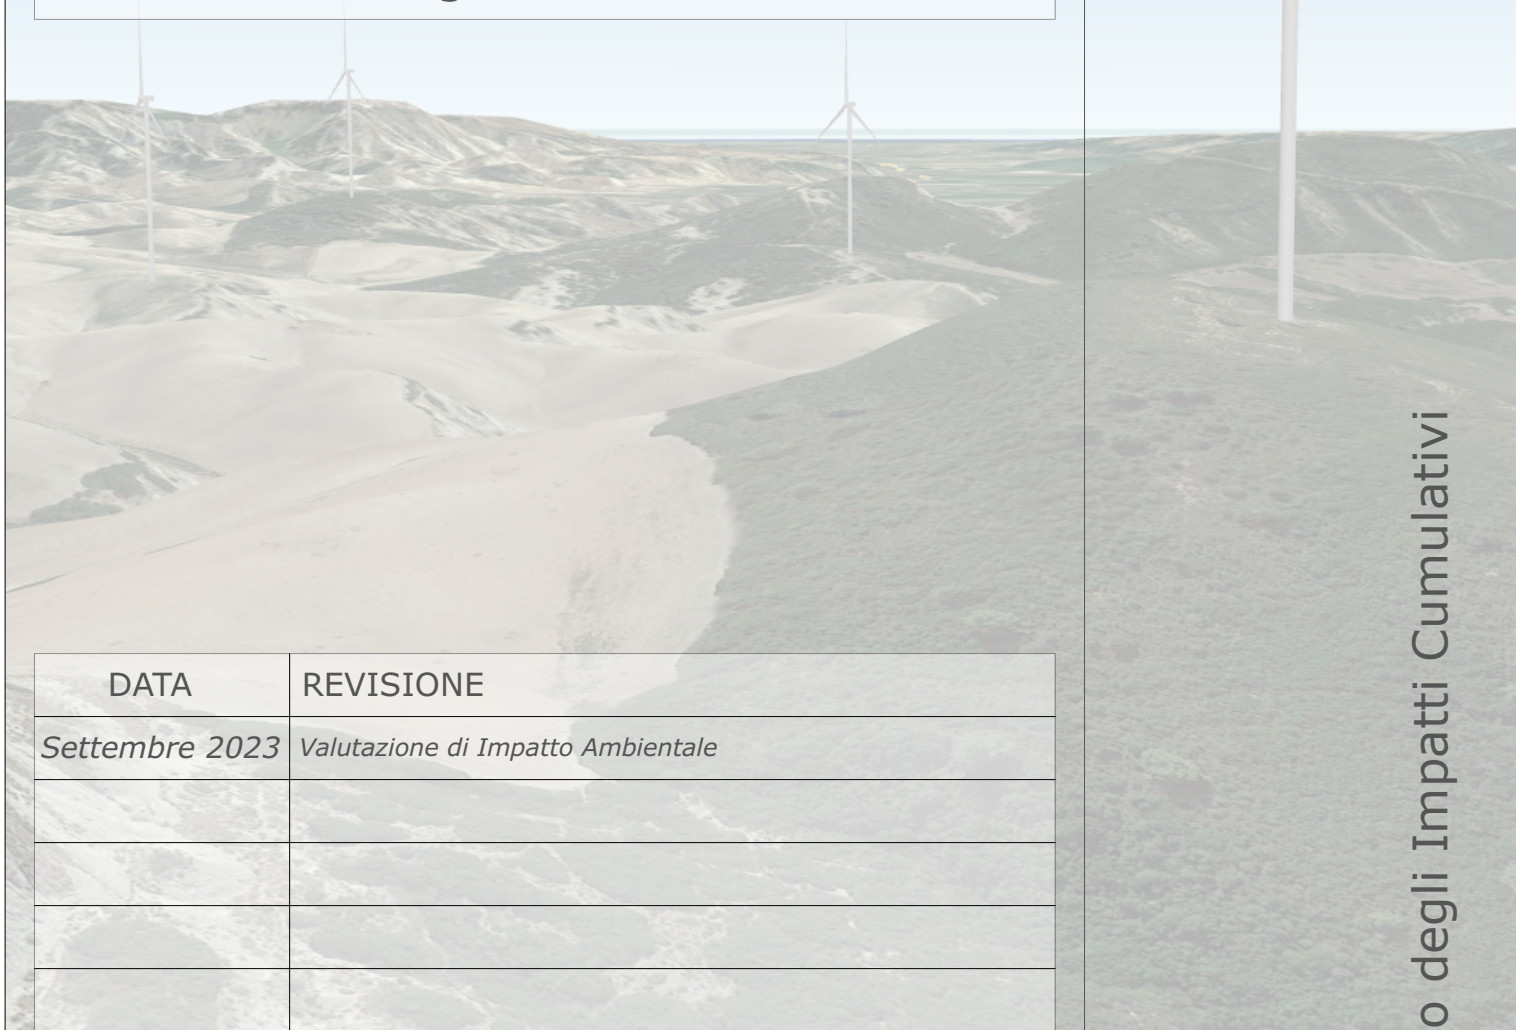 DATA REVISIONE
Settembre 2023 Valutazione di Impatto Ambientale
o degli Impatti Cumulativi